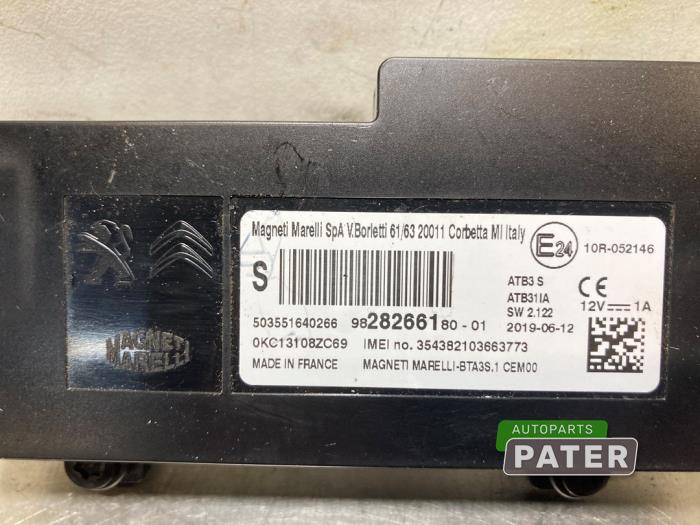 Magneti Marelli SpA V.Borletti 61/63 20011 Corbetta MI Italy
E24
10R-052146
S
ATB3 S
ATB31IA
SW 2.122
2019-06-12
CE
12V 1A
503551640266 9828266180-01
0KC13108ZC69 IMEI no. 354382103663773
MADE IN FRANCE MAGNETI MARELLI-BTA3S.1 CEM00
MAGNETI
MARELLI
AUTOPARTS
PATER